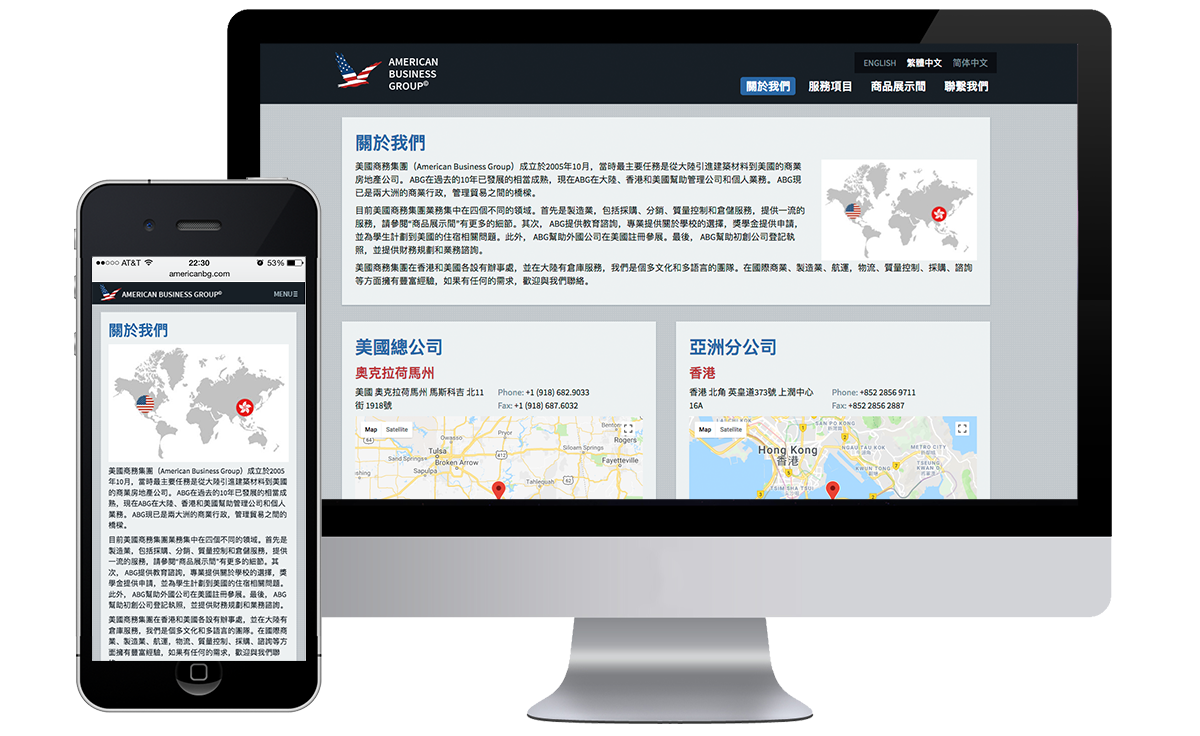 AMERICAN
BUSINESS
GROUP©
ENGLISH 繁體中文 简体中文
關於我們 服務項目 商品展示間 聯繫我們
關於我們
美國商務集團（American Business Group）成立於2005年10月，當時最主要任務是從大陸引進建築材料到美國的商業
房地產公司。ABG在過去的10年已發展的相當成熟，現在ABG在大陸、香港和美國幫助管理公司和個人業務。 ABG現
已是兩大洲的商業行政，管理貿易之間的橋樑。
目前美國商務集團業務集中在四個不同的領域。首先是製造業，包括採購、分銷、質量控制和倉儲服務，提供一流的
服務，請參閱“商品展示間”有更多的細節。其次， ABG提供教育諮詢，專業提供關於學校的選擇，獎學金提供申請，
並為學生計劃到美國的住宿相關問題。此外， ABG幫助外國公司在美國註冊參展。最後， ABG幫助初創公司登記執
照，並提供財務規劃和業務諮詢。
美國商務集團在香港和美國各設有辦事處，並在大陸有倉庫服務，我們是個多文化和多語言的團隊。在國際商業、製造業、航運，物流、質量控制、採購、諮詢
等方面擁有豐富經驗，如果有任何的需求，歡迎與我們聯絡。
美國總公司
奧克拉荷馬州
美國 奧克拉荷馬州 馬斯科吉 北11
街 1918號
Phone: +1 (918) 682.9033
Fax: +1 (918) 687.6032
Map Satellite
64
Owasso
Pryor
Sand Springs
Tulsa
Broken Arrow
Sapulpa
412
Siloam Springs
Rogers
Fayetteville
Tahlequah
62
亞洲分公司
香港
香港 北角 英皇道373號 上潤中心
16A
Phone: +852 2856 9711
Fax: +852 2856 2887
Map Satellite
SAN PO KONG
NGAU TAU KOK
METRO CITY
Hong Kong
香港
KWUN TONG
TSEUNG
KWAN O
TSIM SHA TSUI
AT&T 22:30 53%
americanbg.com
AMERICAN BUSINESS GROUP© MENU
關於我們
美國商務集團（American Business Group）成立於2005
年10月，當時最主要任務是從大陸引進建築材料到美國
的商業房地產公司。ABG在過去的10年已發展的相當成
熟，現在ABG在大陸、香港和美國幫助管理公司和個人
業務。 ABG現已是兩大洲的商業行政，管理貿易之間的
橋樑。
目前美國商務集團業務集中在四個不同的領域。首先是
製造業，包括採購、分銷、質量控制和倉儲服務，提供
一流的服務，請參閱“商品展示間”有更多的細節。其
次， ABG提供教育諮詢，專業提供關於學校的選擇，獎
學金提供申請，並為學生計劃到美國的住宿相關問題。
此外， ABG幫助外國公司在美國註冊參展。最後， ABG
幫助初創公司登記執照，並提供財務規劃和業務諮詢。
美國商務集團在香港和美國各設有辦事處，並在大陸有
倉庫服務，我們是個多文化和多語言的團隊。在國際商
業、製造業、航運，物流、質量控制、採購、諮詢等方
面擁有豐富經驗，如果有任何的需求，歡迎與我們聯